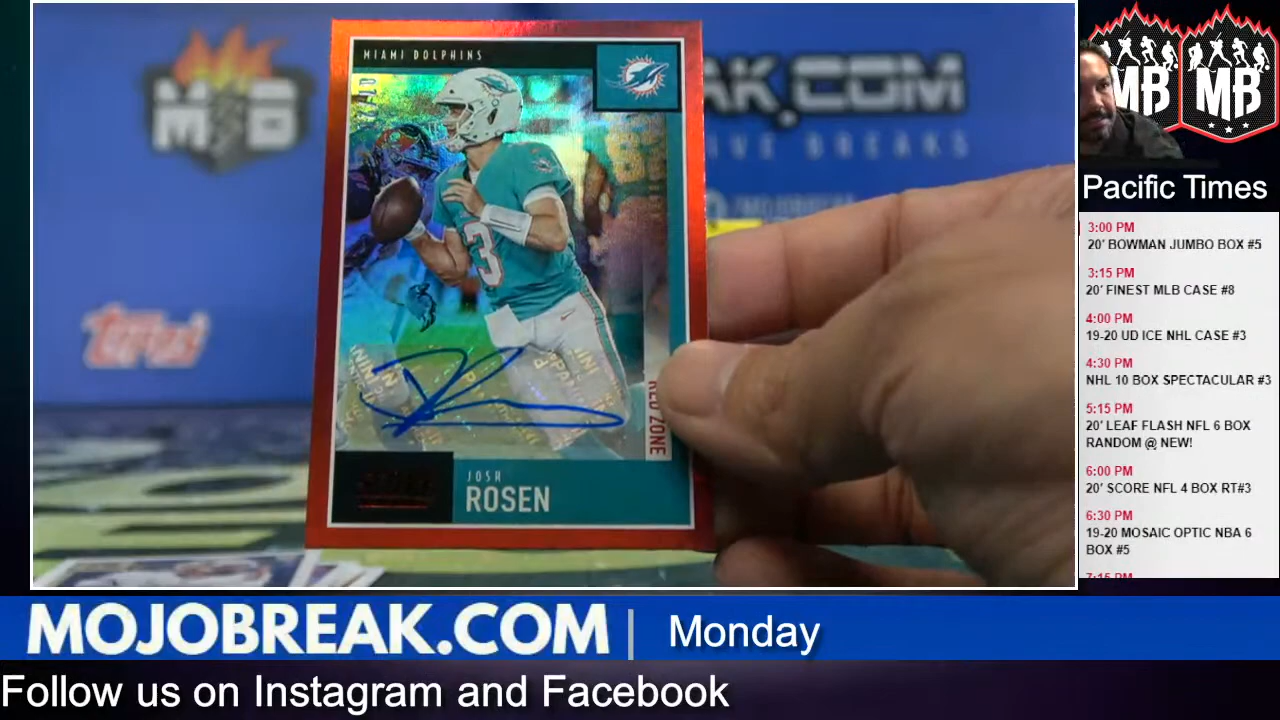 MIAMI DOLPHINS
MB
AK.COM
IVE BREAKS
Topps
3
RED ZONE
JOSH
ROSEN
MB MB
Pacific Times
3:00 PM
20' BOWMAN JUMBO BOX #5
3:15 PM
20' FINEST MLB CASE #8
4:00 PM
19-20 UD ICE NHL CASE #3
4:30 PM
NHL 10 BOX SPECTACULAR #3
5:15 PM
20' LEAF FLASH NFL 6 BOX
RANDOM @ NEW!
6:00 PM
20' SCORE NFL 4 BOX RT#3
6:30 PM
19-20 MOSAIC OPTIC NBA 6
BOX #5
MOJOBREAK.COM | Monday
Follow us on Instagram and Facebook